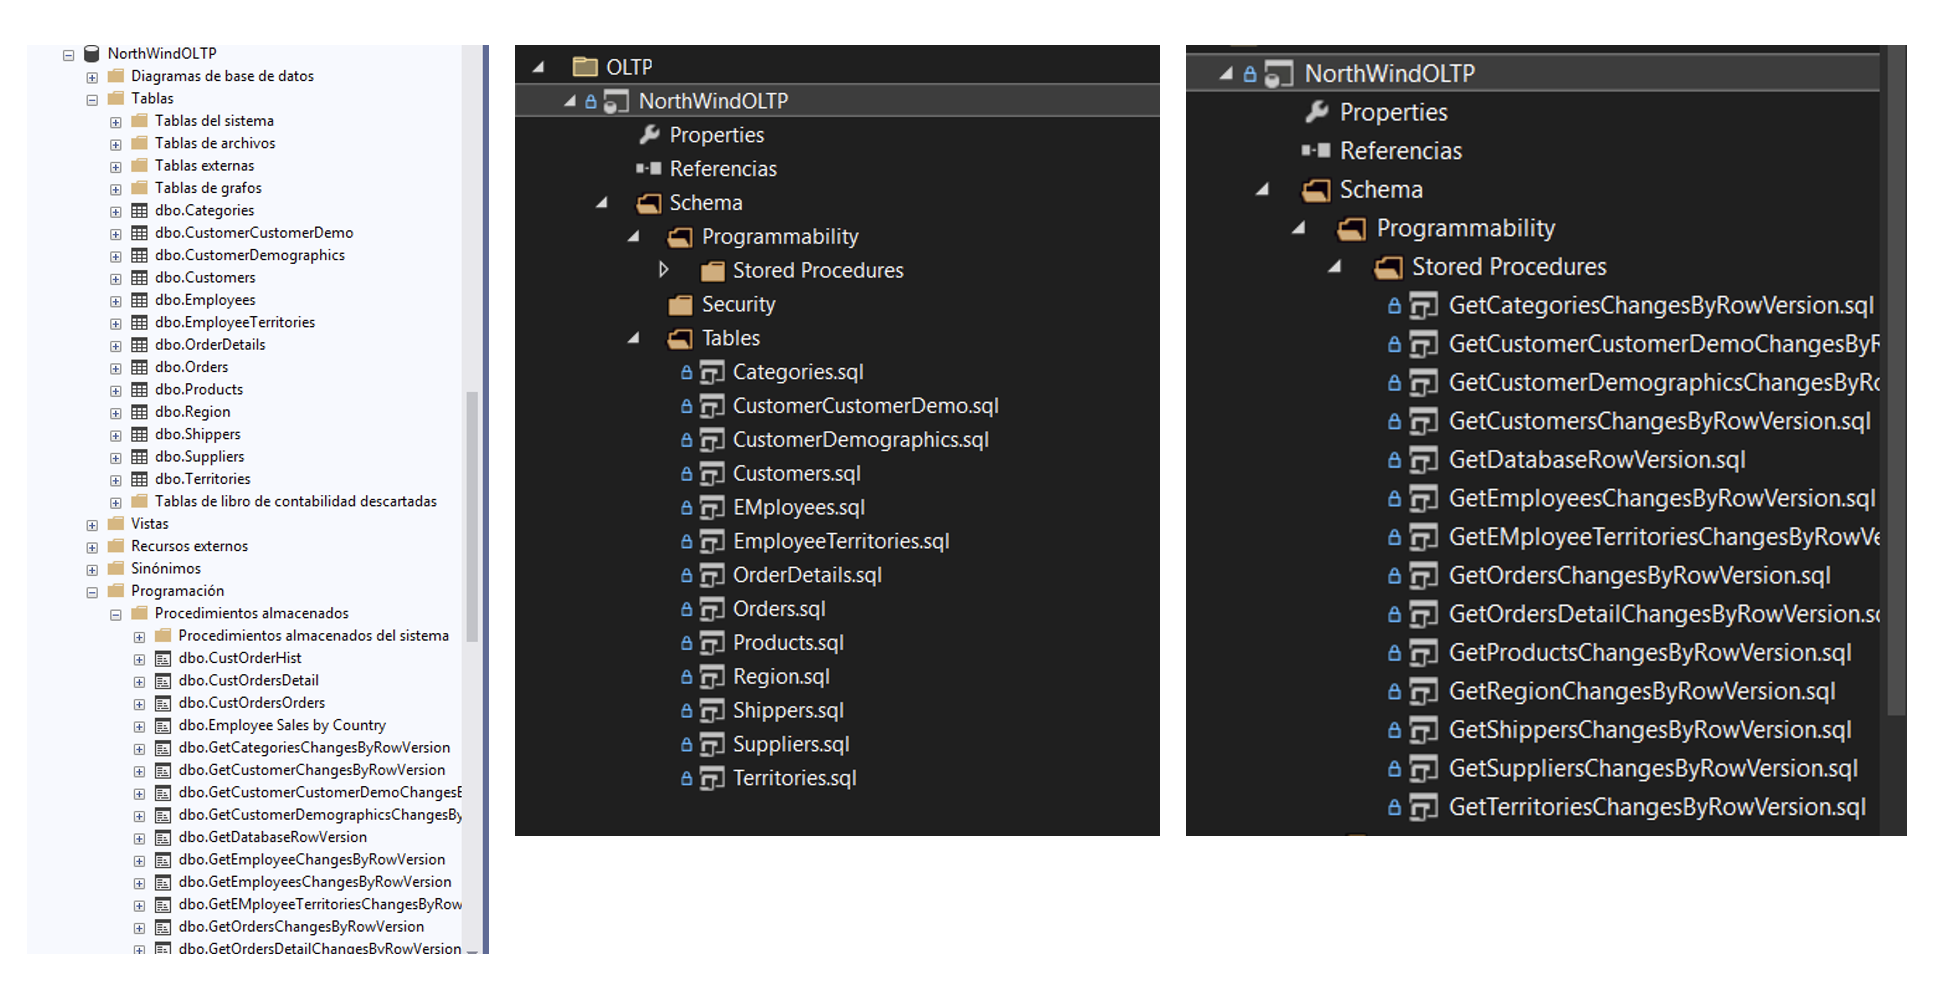 NorthWindOLTP
Diagramas de base de datos
Tablas
Tablas del sistema
Tablas de archivos
Tablas externas
Tablas de grafos
dbo.Categories
dbo.CustomerCustomerDemo
dbo.CustomerDemographics
dbo.Customers
dbo.Employees
dbo.EmployeeTerritories
dbo.OrderDetails
dbo.Orders
dbo.Products
dbo.Region
dbo.Shippers
dbo.Suppliers
dbo.Territories
Tablas de libro de contabilidad descartadas
Vistas
Recursos externos
Sinónimos
Programación
Procedimientos almacenados
Procedimientos almacenados del sistema
dbo.CustOrderHist
dbo.CustOrdersDetail
dbo.CustOrdersOrders
dbo.Employee Sales by Country
dbo.GetCategoriesChangesByRowVersion
dbo.GetCustomerChangesByRowVersion
dbo.GetCustomerCustomerDemoChangesE
dbo.GetCustomerDemographicsChangesBy
dbo.GetDatabaseRowVersion
dbo.GetEmployeeChangesByRowVersion
dbo.GetEmployeesChangesByRowVersion
dbo.GetEMployeeTerritoriesChangesByRow
dbo.GetOrdersChangesByRowVersion
dbo.GetOrdersDetailChangesByRowVersion
OLTP
NorthWindOLTP
Properties
Referencias
Schema
Programmability
Stored Procedures
Security
Tables
Categories.sql
CustomerCustomerDemo.sql
CustomerDemographics.sql
Customers.sql
EMployees.sql
EmployeeTerritories.sql
OrderDetails.sql
Orders.sql
Products.sql
Region.sql
Shippers.sql
Suppliers.sql
Territories.sql
NorthWindOLTP
Properties
Referencias
Schema
Programmability
Stored Procedures
GetCategoriesChangesByRowVersion.sql
GetCustomerCustomerDemoChangesByR
GetCustomerDemographicsChangesByRo
GetCustomersChangesByRowVersion.sql
GetDatabaseRowVersion.sql
GetEmployeesChangesByRowVersion.sql
GetEMployeeTerritoriesChangesByRowVe
GetOrdersChangesByRowVersion.sql
GetOrdersDetailChangesByRowVersion.sq
GetProductsChangesByRowVersion.sql
GetRegionChangesByRowVersion.sql
GetShippersChangesByRowVersion.sql
GetSuppliersChangesByRowVersion.sql
GetTerritoriesChangesByRowVersion.sql